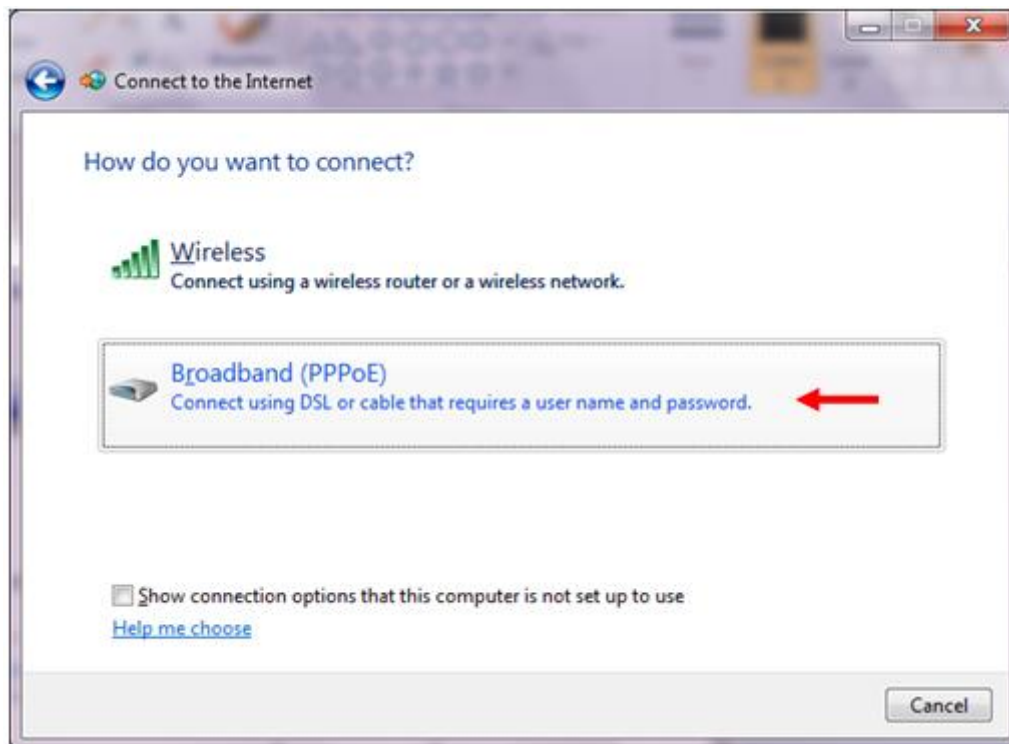 Connect to the Internet
How do you want to connect?
Wireless
Connect using a wireless router or a wireless network.
Broadband (PPPoE)
Connect using DSL or cable that requires a user name and password.
Show connection options that this computer is not set up to use
Help me choose
Cancel